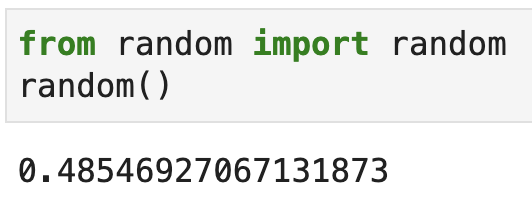 from random import random
random()
0.48546927067131873